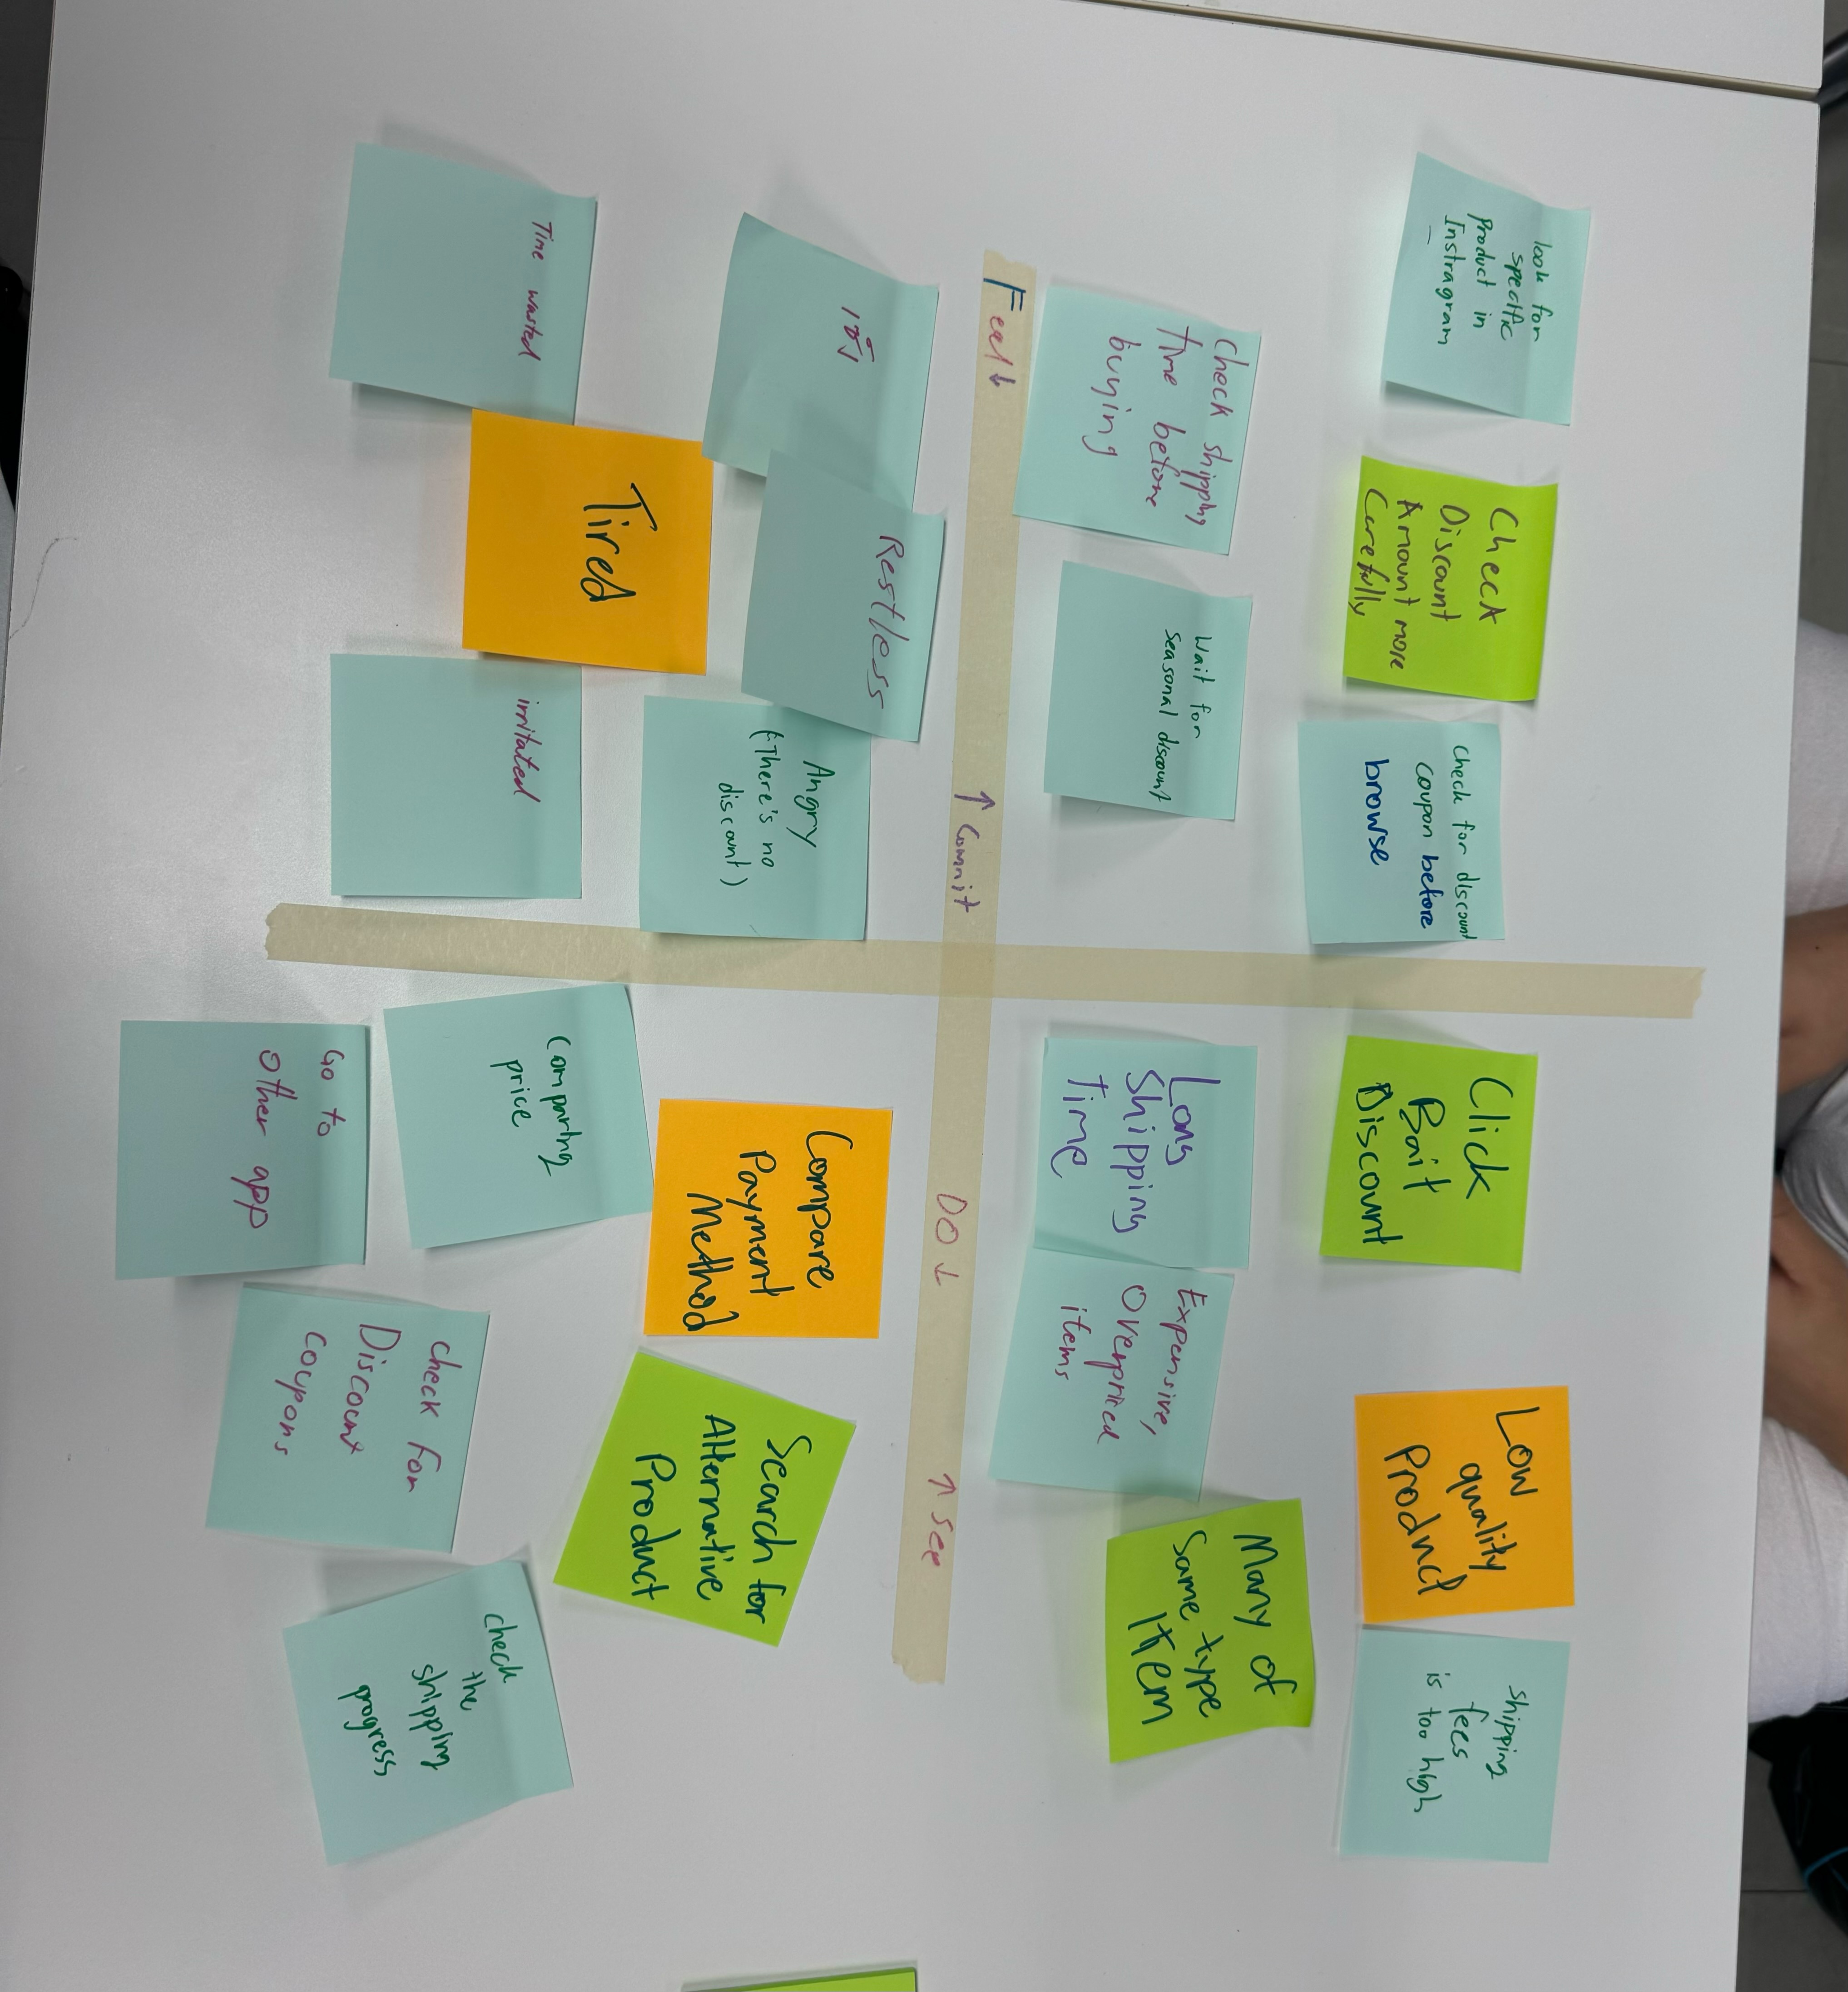 look for
specific
product in
Instragram
Check
Discount
Amount more
Carefully
check for discount
coupon before
browse
check shipping
time before
buying
Wait for
seasonal discount
Click
Bait
Discount
Low
quality
Product
shipping
fees
is too high
Long
Shipping
Time
Expensive,
Overpriced
items
Many of
Same type
Item
Feel ↓
↑ Commit
DO ↓
↑ See
Restless
Angry
(There's no
discount)
Tired
Time wasted
irritated
Compare
Payment
Method
Search for
Alternative
Product
Comparing
price
check for
Discount
coupons
check
the
shipping
progress
Go to
other app